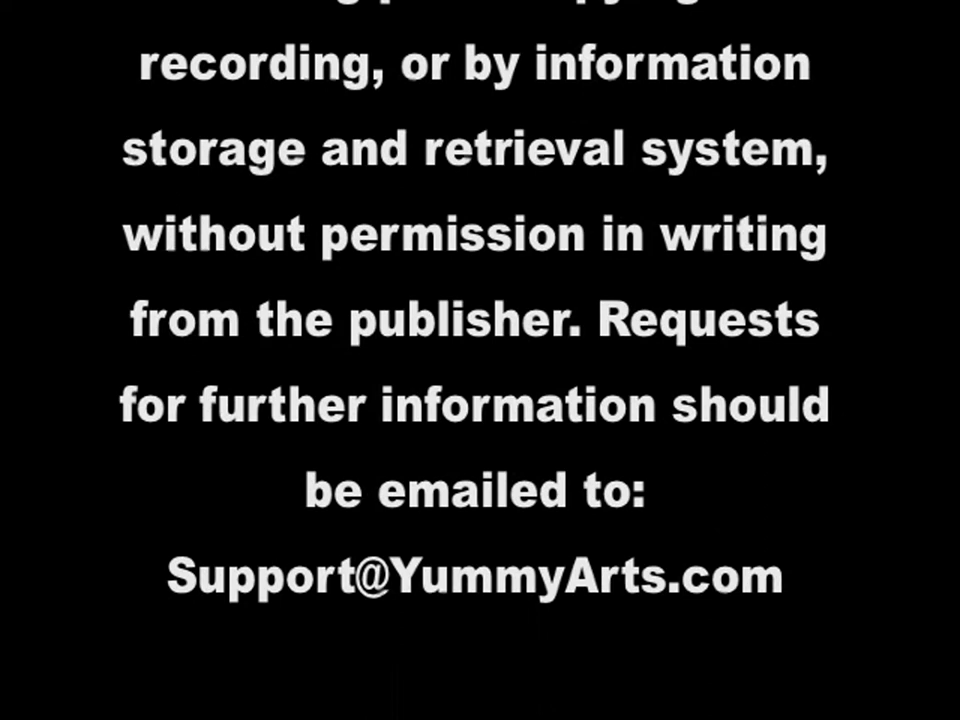 recording, or by information
storage and retrieval system,
without permission in writing
from the publisher. Requests
for further information should
be emailed to:
Support@YummyArts.com